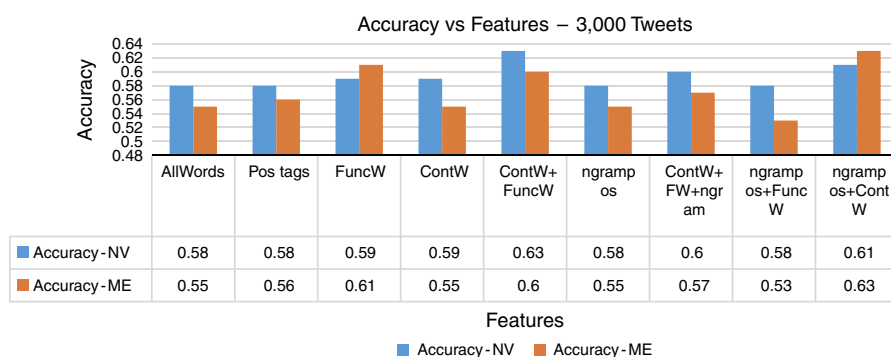 Accuracy vs Features – 3,000 Tweets
Accuracy
0.64
0.62
0.6
0.58
0.56
0.54
0.52
0.5
0.48
AllWords Pos tags FuncW ContW ContW+ ngramp ContW+ ngramp ngramp
FuncW os FW+ngr os+Func os+Cont
am W W
Accuracy-NV 0.58 0.58 0.59 0.59 0.63 0.58 0.6 0.58 0.61
Accuracy-ME 0.55 0.56 0.61 0.55 0.6 0.55 0.57 0.53 0.63
Features
Accuracy-NV Accuracy-ME